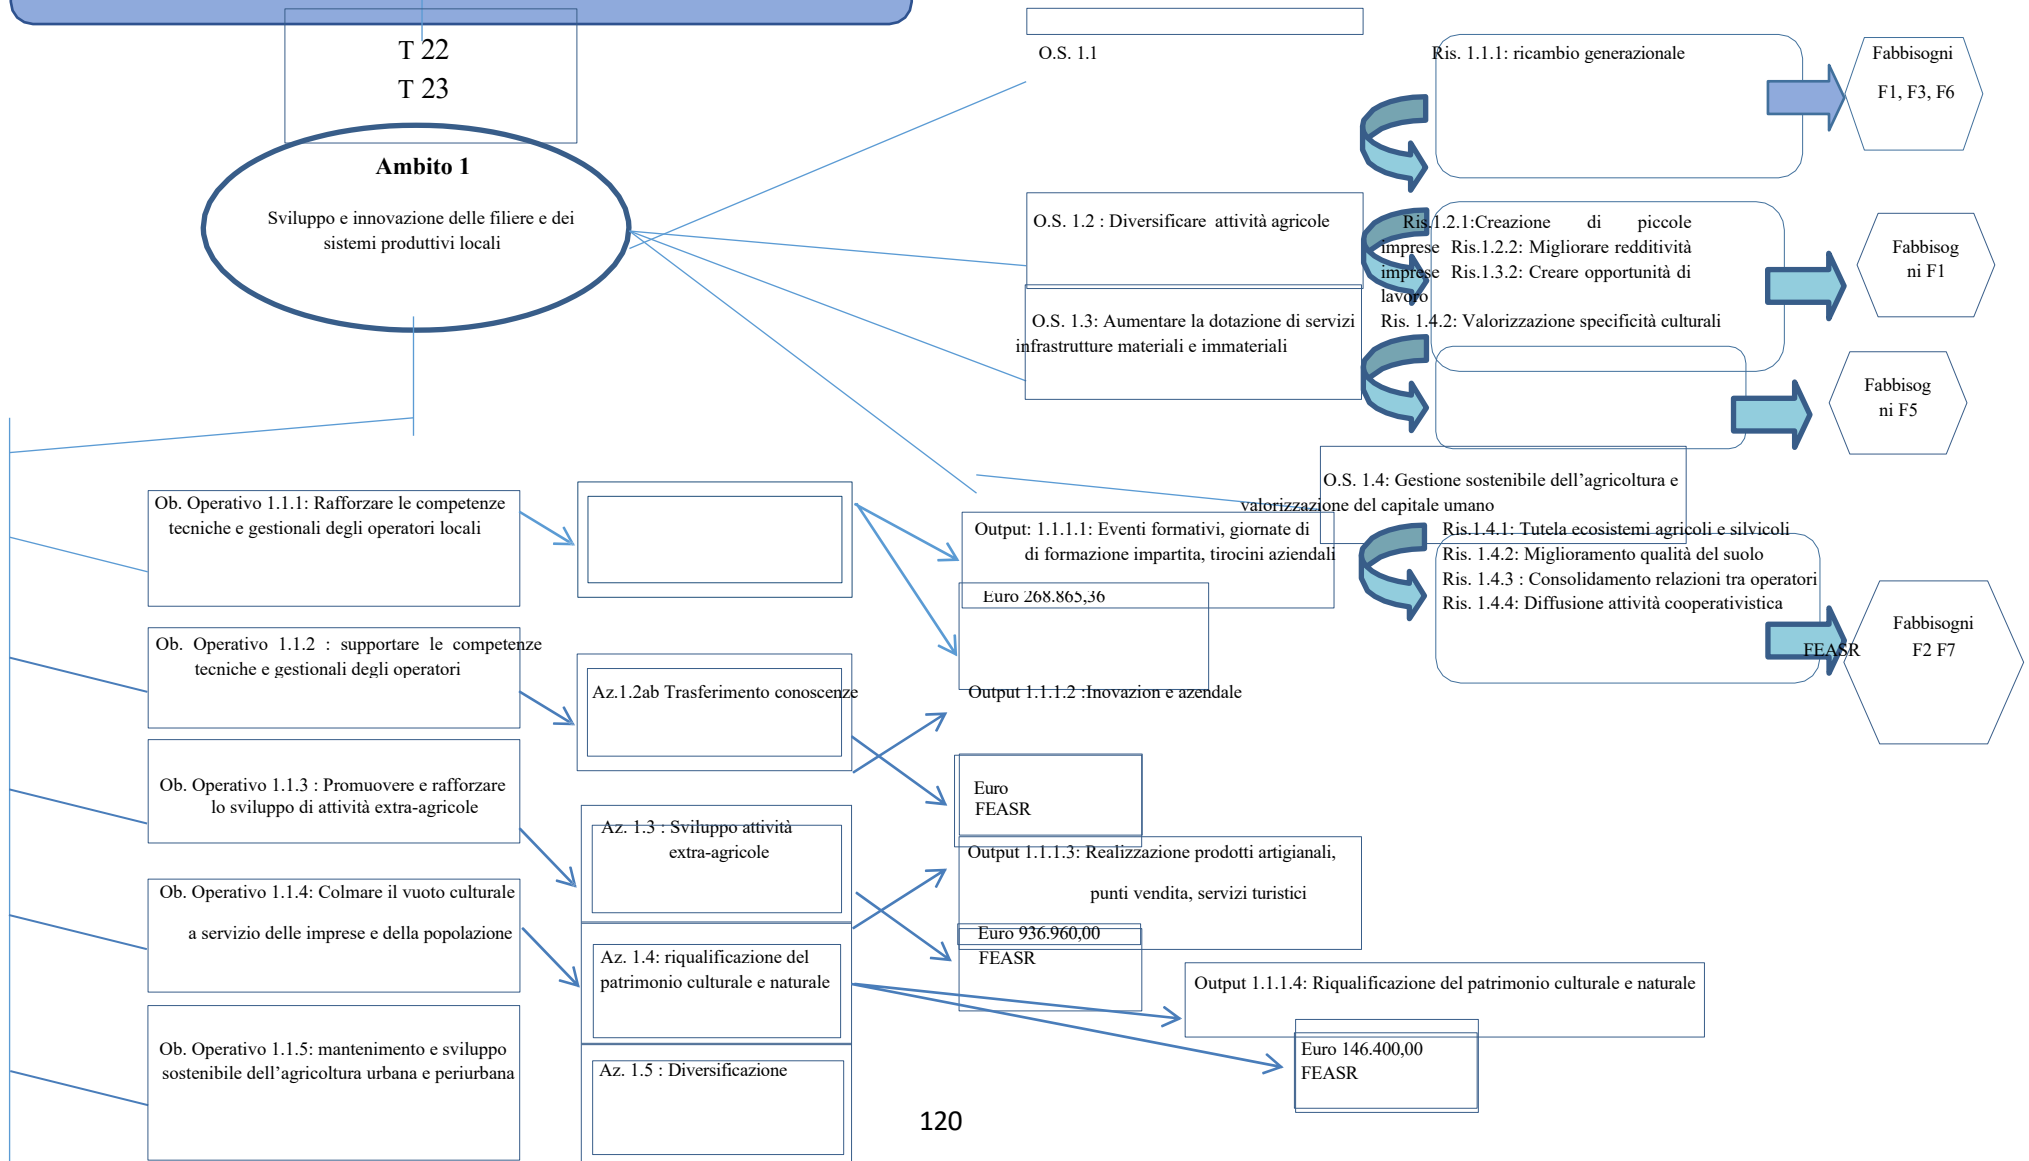 T 22
T 23
Ambito 1
Sviluppo e innovazione delle filiere e dei
sistemi produttivi locali
O.S. 1.1
Ris. 1.1.1: ricambio generazionale
Fabbisogni
F1, F3, F6
O.S. 1.2 : Diversificare attività agricole
Ris.1.2.1:Creazione di piccole
imprese Ris.1.2.2: Migliorare redditività
imprese Ris.1.3.2: Creare opportunità di
lavoro
Ris. 1.4.2: Valorizzazione specificità culturali
Fabbisog
ni F1
O.S. 1.3: Aumentare la dotazione di servizi
infrastrutture materiali e immateriali
Fabbisog
ni F5
O.S. 1.4: Gestione sostenibile dell’agricoltura e
valorizzazione del capitale umano
Ris.1.4.1: Tutela ecosistemi agricoli e silvicoli
Ris. 1.4.2: Miglioramento qualità del suolo
Ris. 1.4.3 : Consolidamento relazioni tra operatori
Ris. 1.4.4: Diffusione attività cooperativistica
FEASR
Fabbisogni
F2 F7
Ob. Operativo 1.1.1: Rafforzare le competenze
tecniche e gestionali degli operatori locali
Output: 1.1.1.1: Eventi formativi, giornate di
di formazione impartita, tirocini aziendali
Euro 268.865,36
Ob. Operativo 1.1.2 : supportare le competenze
tecniche e gestionali degli operatori
Az.1.2ab Trasferimento conoscenze
Output 1.1.1.2 :Inovazion e azendale
Euro
FEASR
Ob. Operativo 1.1.3 : Promuovere e rafforzare
lo sviluppo di attività extra-agricole
Az. 1.3 : Sviluppo attività
extra-agricole
Output 1.1.1.3: Realizzazione prodotti artigianali,
punti vendita, servizi turistici
Euro 936.960,00
FEASR
Ob. Operativo 1.1.4: Colmare il vuoto culturale
a servizio delle imprese e della popolazione
Az. 1.4: riqualificazione del
patrimonio culturale e naturale
Output 1.1.1.4: Riqualificazione del patrimonio culturale e naturale
Euro 146.400,00
FEASR
Ob. Operativo 1.1.5: mantenimento e sviluppo
sostenibile dell’agricoltura urbana e periurbana
Az. 1.5 : Diversificazione
120